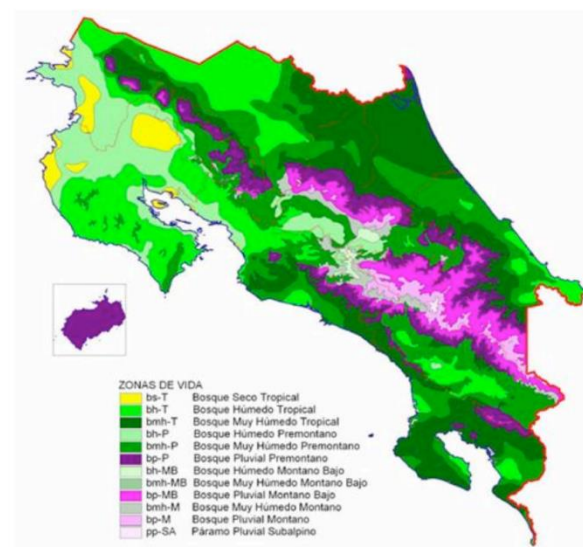 ZONAS DE VIDA
bs-T Bosque Seco Tropical
bh-T Bosque Húmedo Tropical
bmh-T Bosque Muy Húmedo Tropical
bh-P Bosque Húmedo Premontano
bmh-P Bosque Muy Húmedo Premontano
bp-P Bosque Pluvial Premontano
bh-MB Bosque Húmedo Montano Bajo
bmh-MB Bosque Muy Húmedo Montano Bajo
bp-MB Bosque Pluvial Montano Bajo
bmh-M Bosque Muy Húmedo Montano
bp-M Bosque Pluvial Montano
pp-SA Páramo Pluvial Subalpino